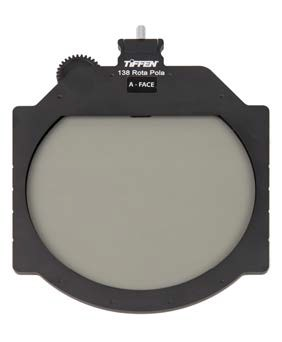 TIFFEN
138 Rota Pola
A - FACE